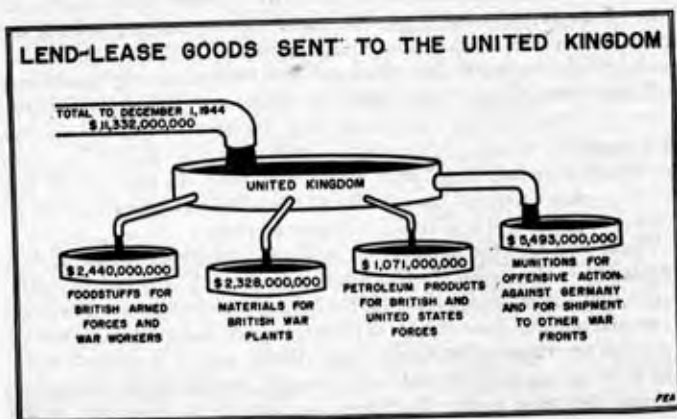 LEND-LEASE GOODS SENT TO THE UNITED KINGDOM
TOTAL TO DECEMBER 1, 1944
$11,332,000,000
UNITED KINGDOM
$2,440,000,000
FOODSTUFFS FOR
BRITISH ARMED
FORCES AND
WAR WORKERS
$2,328,000,000
MATERIALS FOR
BRITISH WAR
PLANTS
$1,071,000,000
PETROLEUM PRODUCTS
FOR BRITISH AND
UNITED STATES
FORCES
$5,493,000,000
MUNITIONS FOR
OFFENSIVE ACTION
AGAINST GERMANY
AND FOR SHIPMENT
TO OTHER WAR
FRONTS
FEA